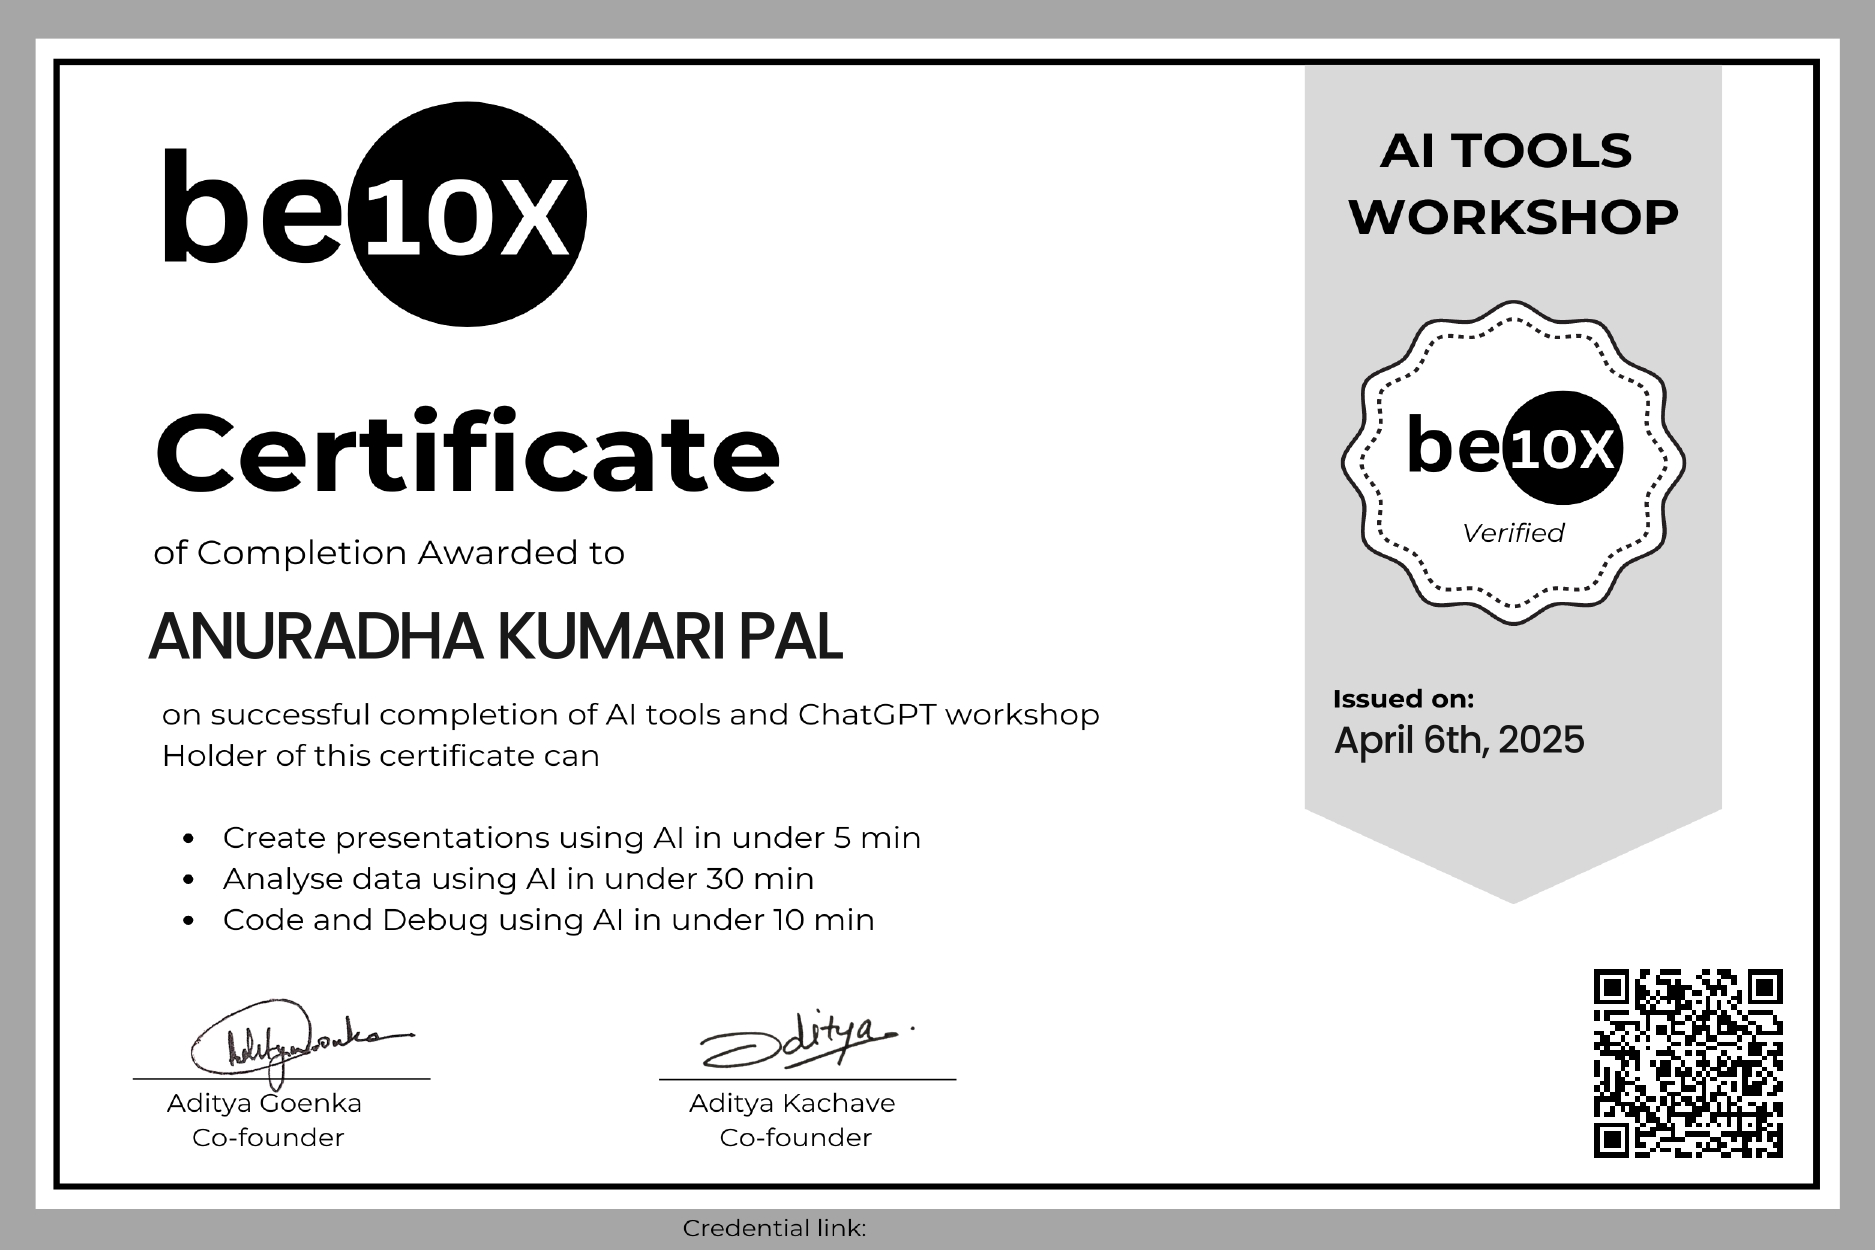 be10X
Certificate
of Completion Awarded to
ANURADHA KUMARI PAL
on successful completion of AI tools and ChatGPT workshop
Holder of this certificate can
• Create presentations using AI in under 5 min
• Analyse data using AI in under 30 min
• Code and Debug using AI in under 10 min
Aditya Goenka
Aditya Goenka
Co-founder
Aditya.
Aditya Kachave
Co-founder
AI TOOLS
WORKSHOP
be10X
Verified
Issued on:
April 6th, 2025
Credential link: